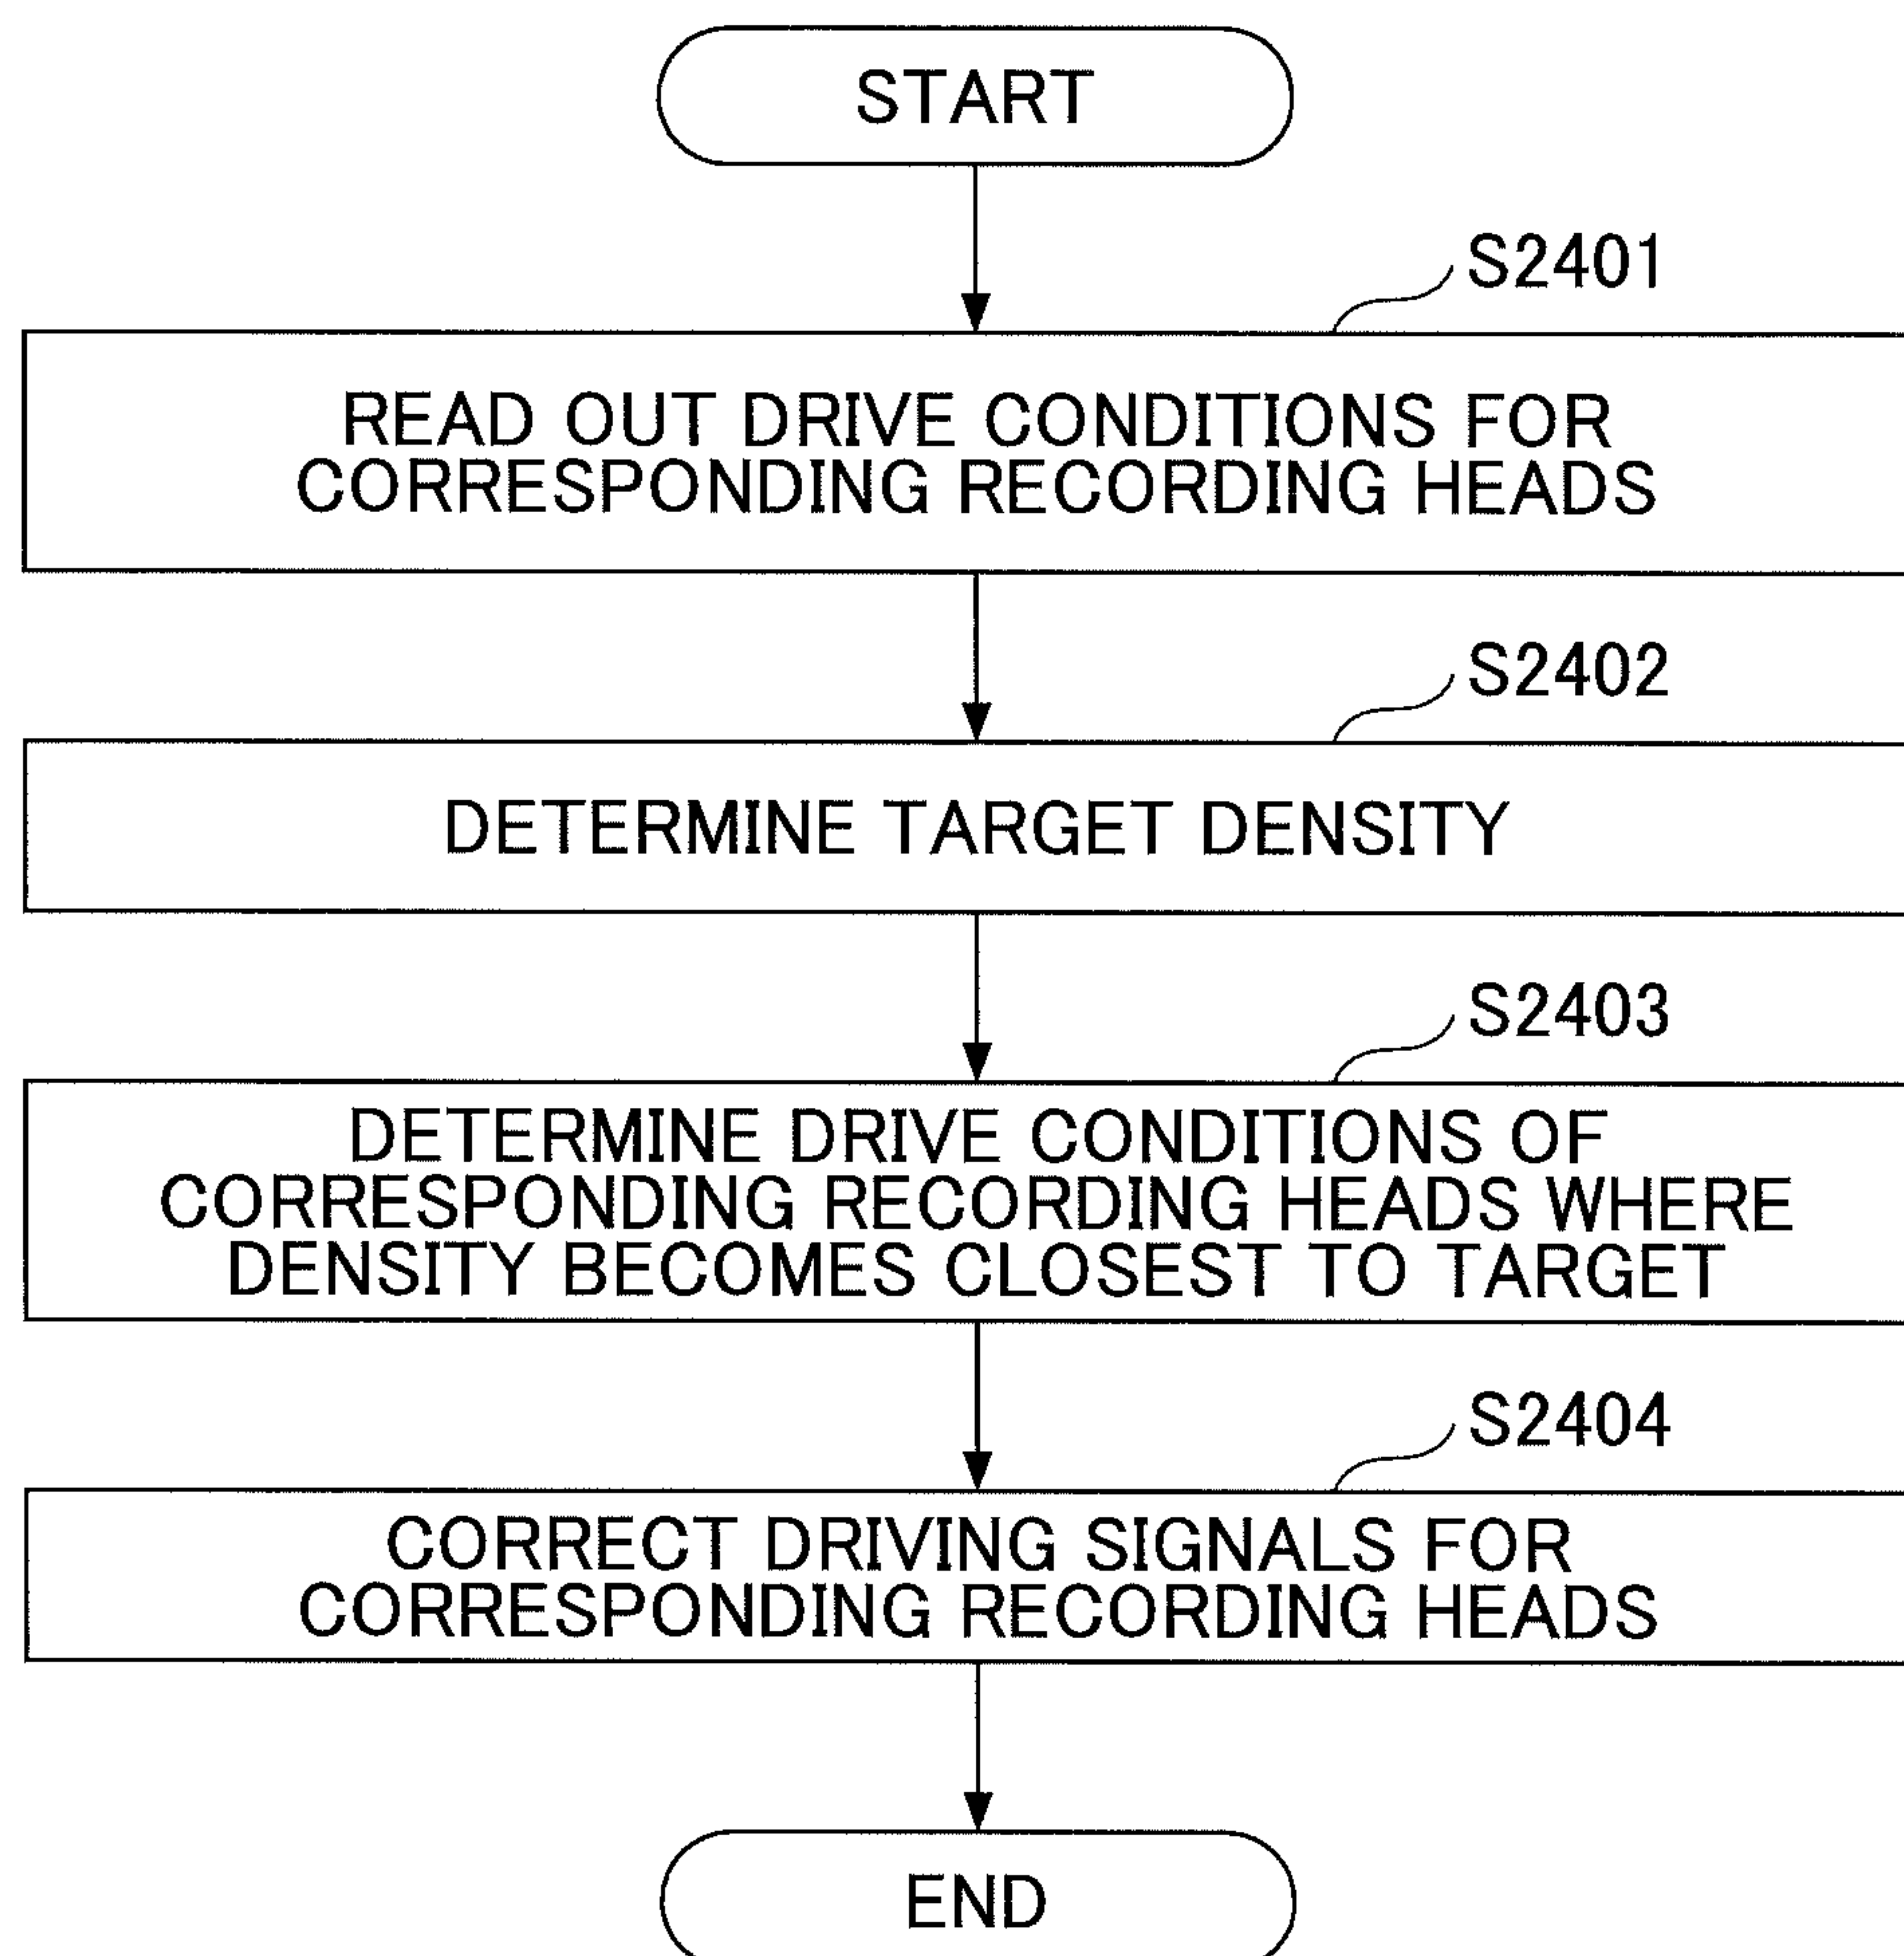 START
S2401
READ OUT DRIVE CONDITIONS FOR
CORRESPONDING RECORDING HEADS
S2402
DETERMINE TARGET DENSITY
S2403
DETERMINE DRIVE CONDITIONS OF
CORRESPONDING RECORDING HEADS WHERE
DENSITY BECOMES CLOSEST TO TARGET
S2404
CORRECT DRIVING SIGNALS FOR
CORRESPONDING RECORDING HEADS
END